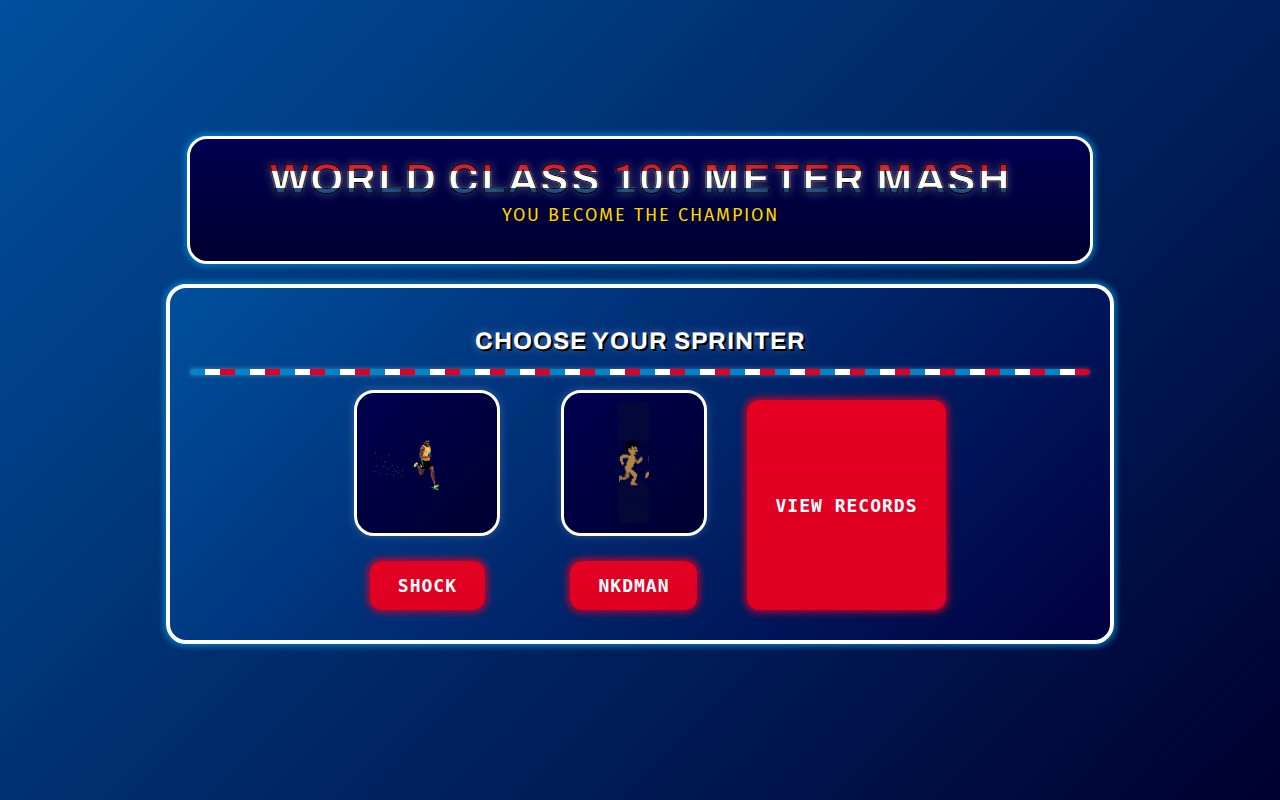 WORLD CLASS 100 METER MASH
YOU BECOME THE CHAMPION
CHOOSE YOUR SPRINTER
VIEW RECORDS
SHOCK
NKDMAN